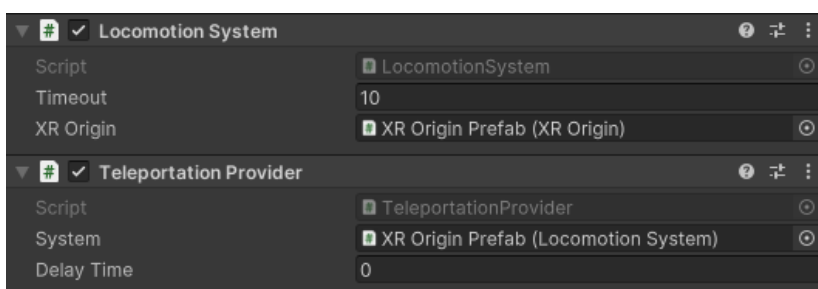 # Locomotion System
Script # LocomotionSystem
Timeout 10
XR Origin # XR Origin Prefab (XR Origin)
# Teleportation Provider
Script # TeleportationProvider
System # XR Origin Prefab (Locomotion System)
Delay Time 0